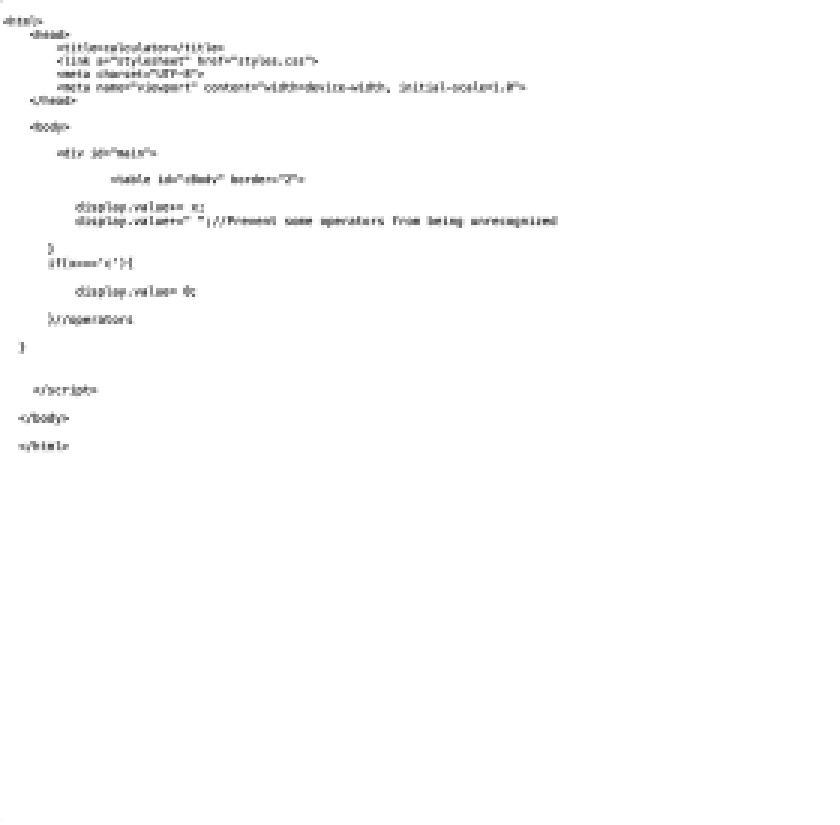 <html>
<head>
<title>calculator</title>
<link a="stylesheet" href="styles.css">
<meta charset="UTF-8">
<meta name="viewport" content="width=device-width, initial-scale=1.0">
</head>
<body>
<div id="main">
<table id="cBody" border="2">
display.value+= x;
display.value+=" ";//Prevent some operators from being unrecognized
}
if(x==='c'){
display.value= 0;
}//operators
}
</script>
</body>
</html>